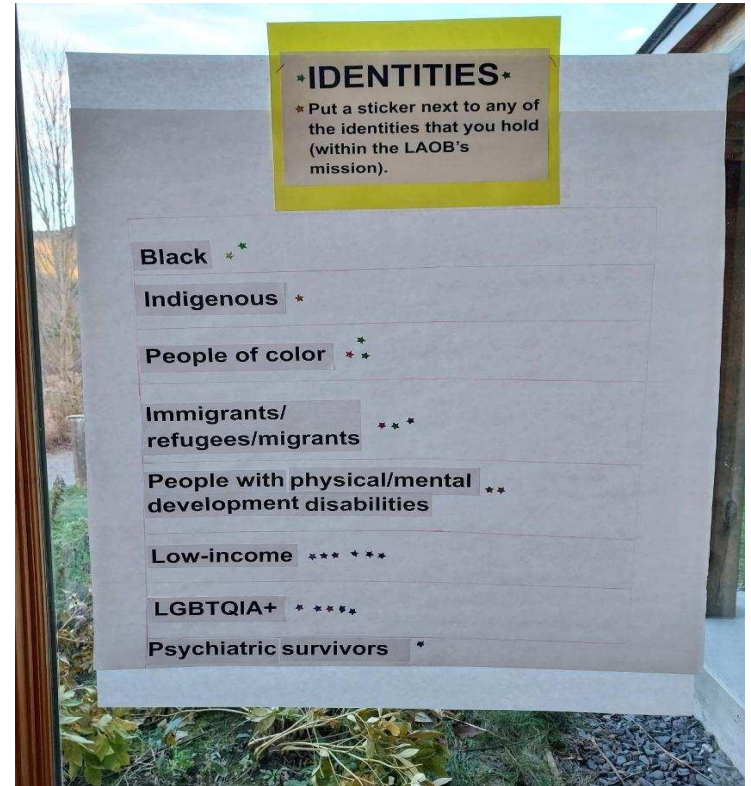 IDENTITIES
Put a sticker next to any of
the identities that you hold
(within the LAOB's
mission).
Black
Indigenous
People of color
Immigrants/
refugees/migrants
People with physical/mental
development disabilities
Low-income
LGBTQIA+
Psychiatric survivors